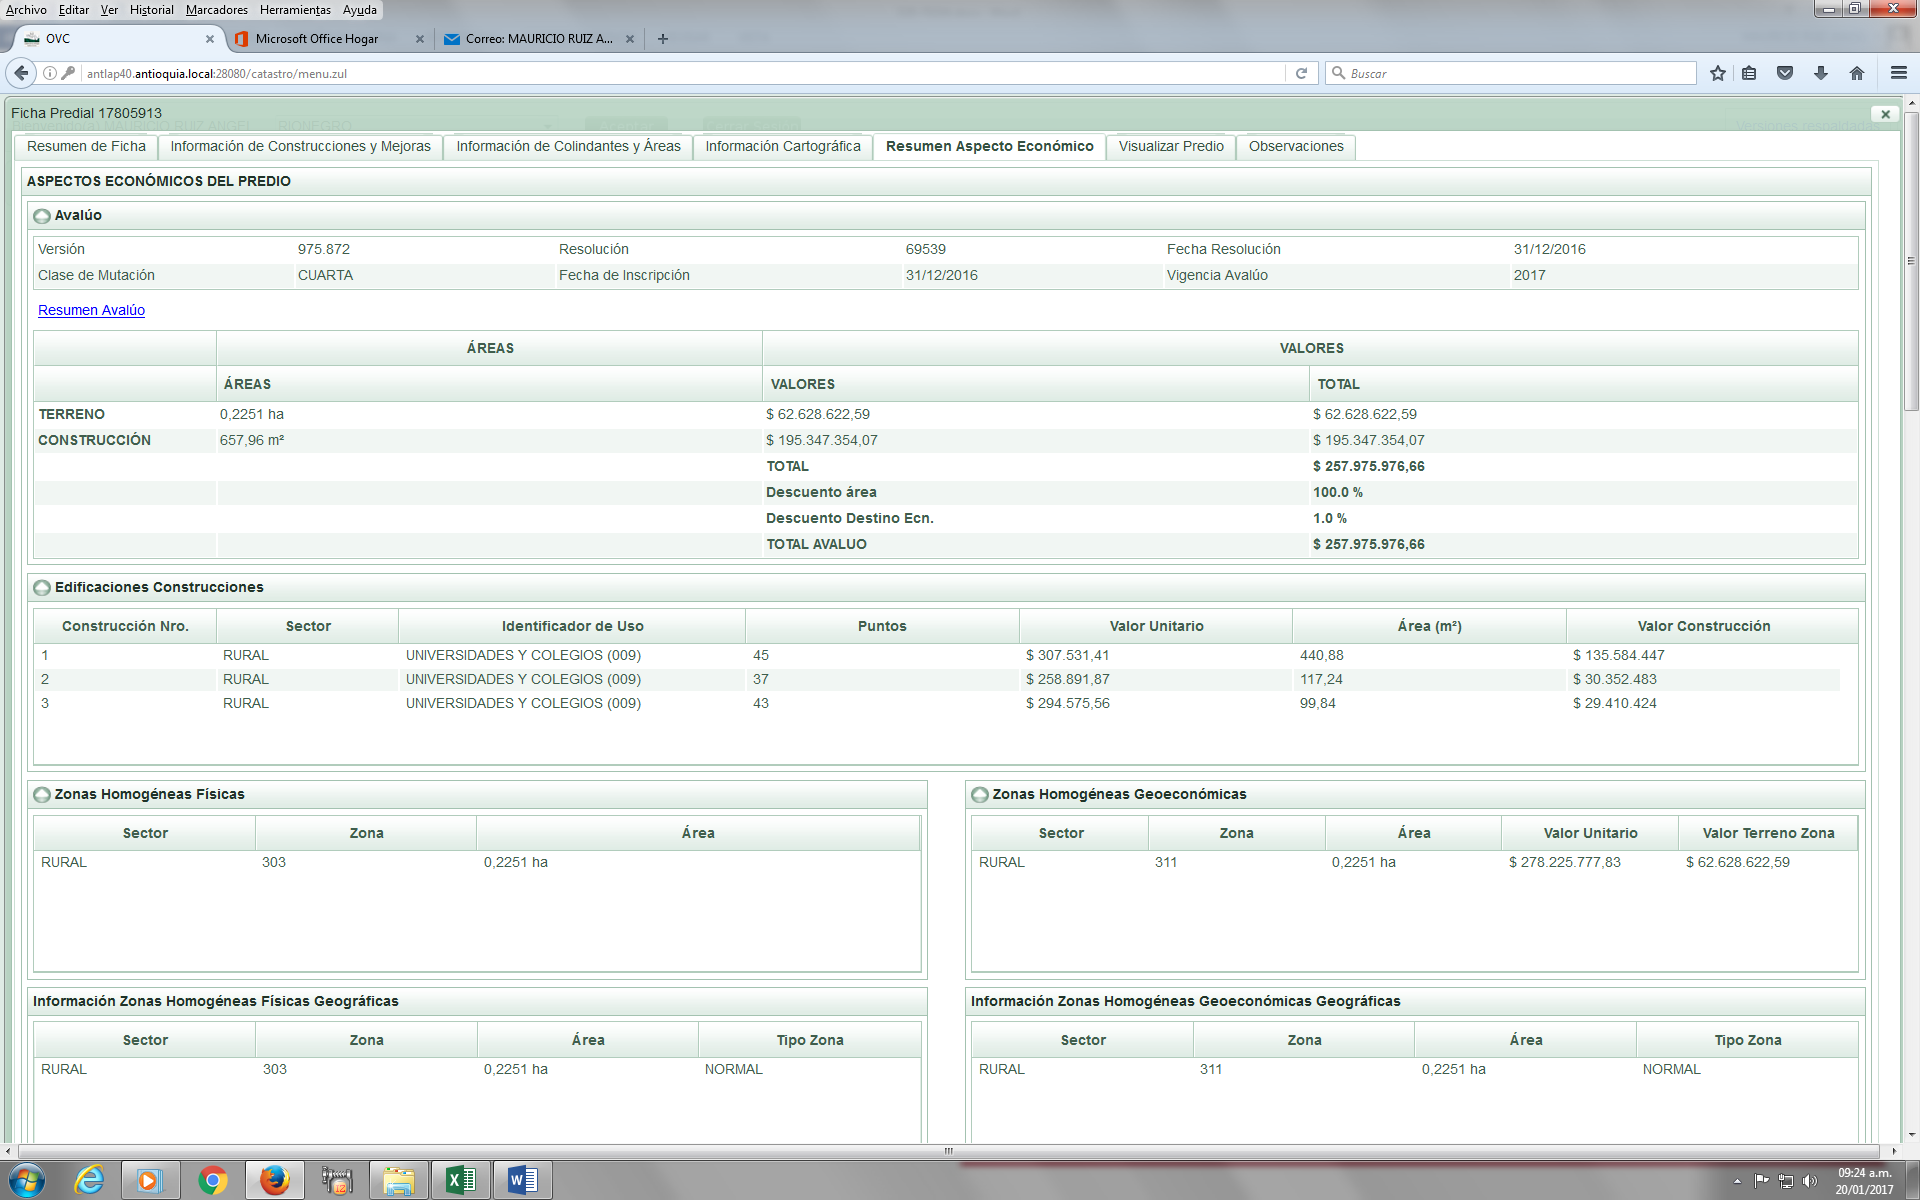 Archivo Editar Ver Historial Marcadores Herramientas Ayuda
OVC Microsoft Office Hogar Correo: MAURICIO RUIZ A...
antlap40.antioquia.local:28080/catastro/menu.zul Buscar
Ficha Predial 17805913
Resumen de Ficha Información de Construcciones y Mejoras Información de Colindantes y Áreas Información Cartográfica Resumen Aspecto Económico Visualizar Predio Observaciones
ASPECTOS ECONÓMICOS DEL PREDIO
Avalúo
Versión 975.872 Resolución 69539 Fecha Resolución 31/12/2016
Clase de Mutación CUARTA Fecha de Inscripción 31/12/2016 Vigencia Avalúo 2017
Resumen Avalúo
ÁREAS VALORES
ÁREAS VALORES TOTAL
TERRENO 0,2251 ha $ 62.628.622,59 $ 62.628.622,59
CONSTRUCCIÓN 657,96 m² $ 195.347.354,07 $ 195.347.354,07
TOTAL $ 257.975.976,66
Descuento área 100.0 %
Descuento Destino Ecn. 1.0 %
TOTAL AVALUO $ 257.975.976,66
Edificaciones Construcciones
Construcción Nro. Sector Identificador de Uso Puntos Valor Unitario Área (m²) Valor Construcción
1 RURAL UNIVERSIDADES Y COLEGIOS (009) 45 $ 307.531,41 440,88 $ 135.584.447
2 RURAL UNIVERSIDADES Y COLEGIOS (009) 37 $ 258.891,87 117,24 $ 30.352.483
3 RURAL UNIVERSIDADES Y COLEGIOS (009) 43 $ 294.575,56 99,84 $ 29.410.424
Zonas Homogéneas Físicas Zonas Homogéneas Geoeconómicas
Sector Zona Área Sector Zona Área Valor Unitario Valor Terreno Zona
RURAL 303 0,2251 ha RURAL 311 0,2251 ha $ 278.225.777,83 $ 62.628.622,59
Información Zonas Homogéneas Físicas Geográficas Información Zonas Homogéneas Geoeconómicas Geográficas
Sector Zona Área Tipo Zona Sector Zona Área Tipo Zona
RURAL 303 0,2251 ha NORMAL RURAL 311 0,2251 ha NORMAL
09:24 a.m.
20/01/2017